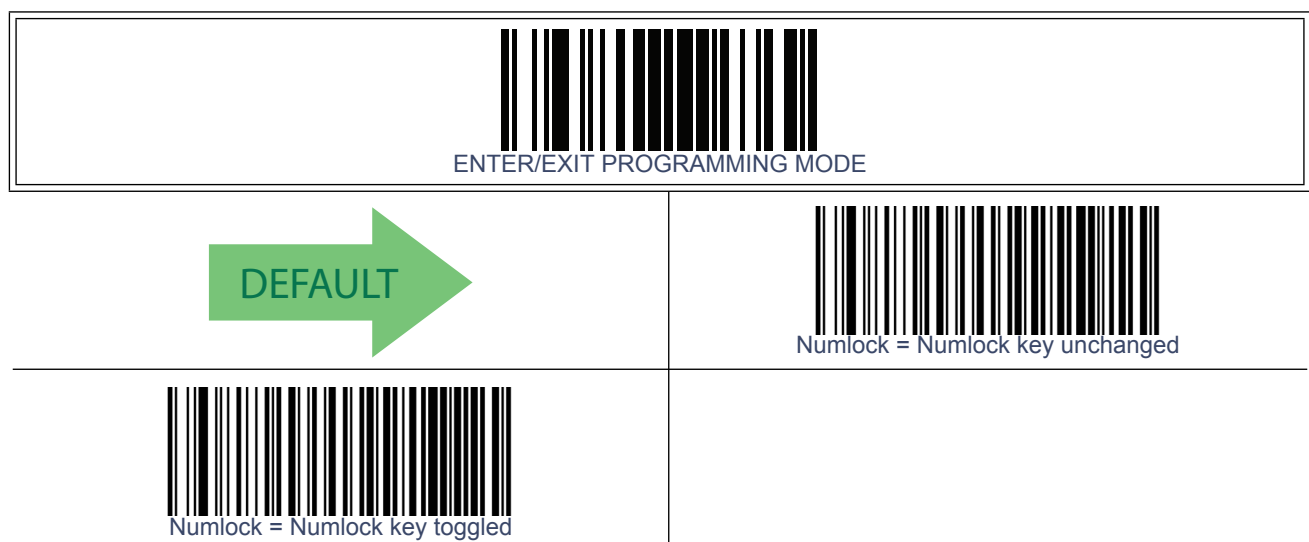 ENTER/EXIT PROGRAMMING MODE
DEFAULT
Numlock = Numlock key unchanged
Numlock = Numlock key toggled